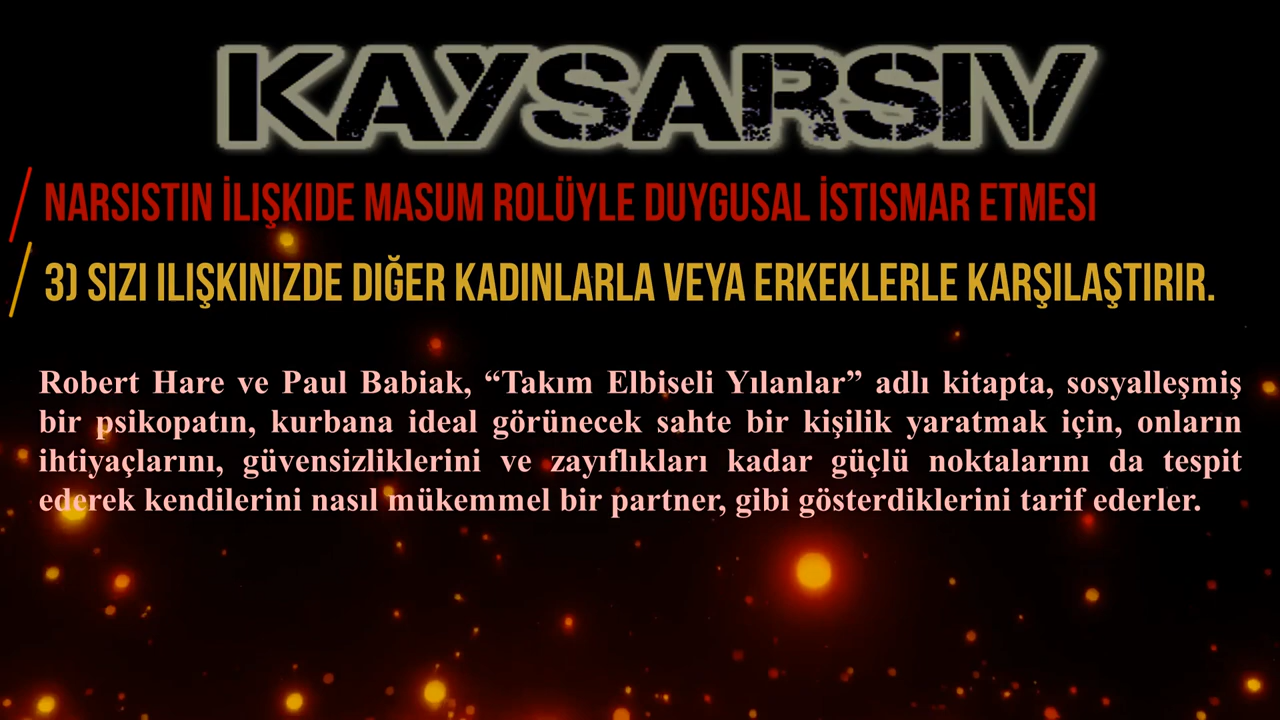 KAYSARSIV
NARSISTIN İLIŞKIDE MASUM ROLÜYLE DUYGUSAL İSTISMAR ETMESI
3) SIZI ILIŞKINIZDE DIĞER KADINLARLA VEYA ERKEKLERLE KARŞILAŞTIRIR.
Robert Hare ve Paul Babiak, “Takım Elbiseli Yılanlar” adlı kitapta, sosyalleşmiş
bir psikopatın, kurbana ideal görünecek sahte bir kişilik yaratmak için, onların
ihtiyaçlarını, güvensizliklerini ve zayıflıkları kadar güçlü noktalarını da tespit
ederek kendilerini nasıl mükemmel bir partner, gibi gösterdiklerini tarif ederler.